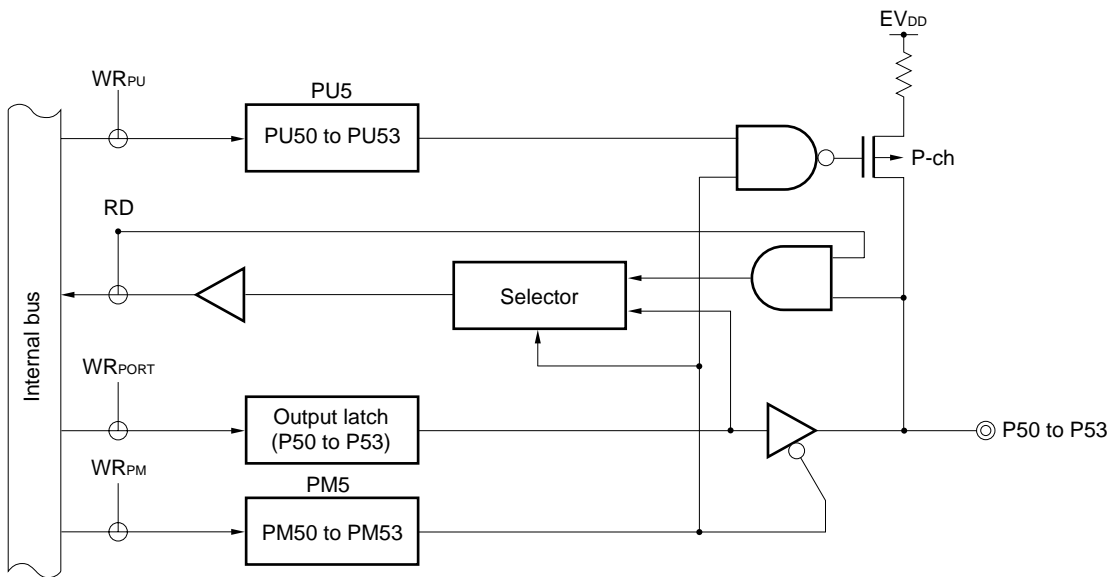 EVDD
WRPU
PU5
PU50 to PU53
P-ch
RD
Selector
Internal bus
WRPORT
Output latch
(P50 to P53)
P50 to P53
WRPM
PM5
PM50 to PM53